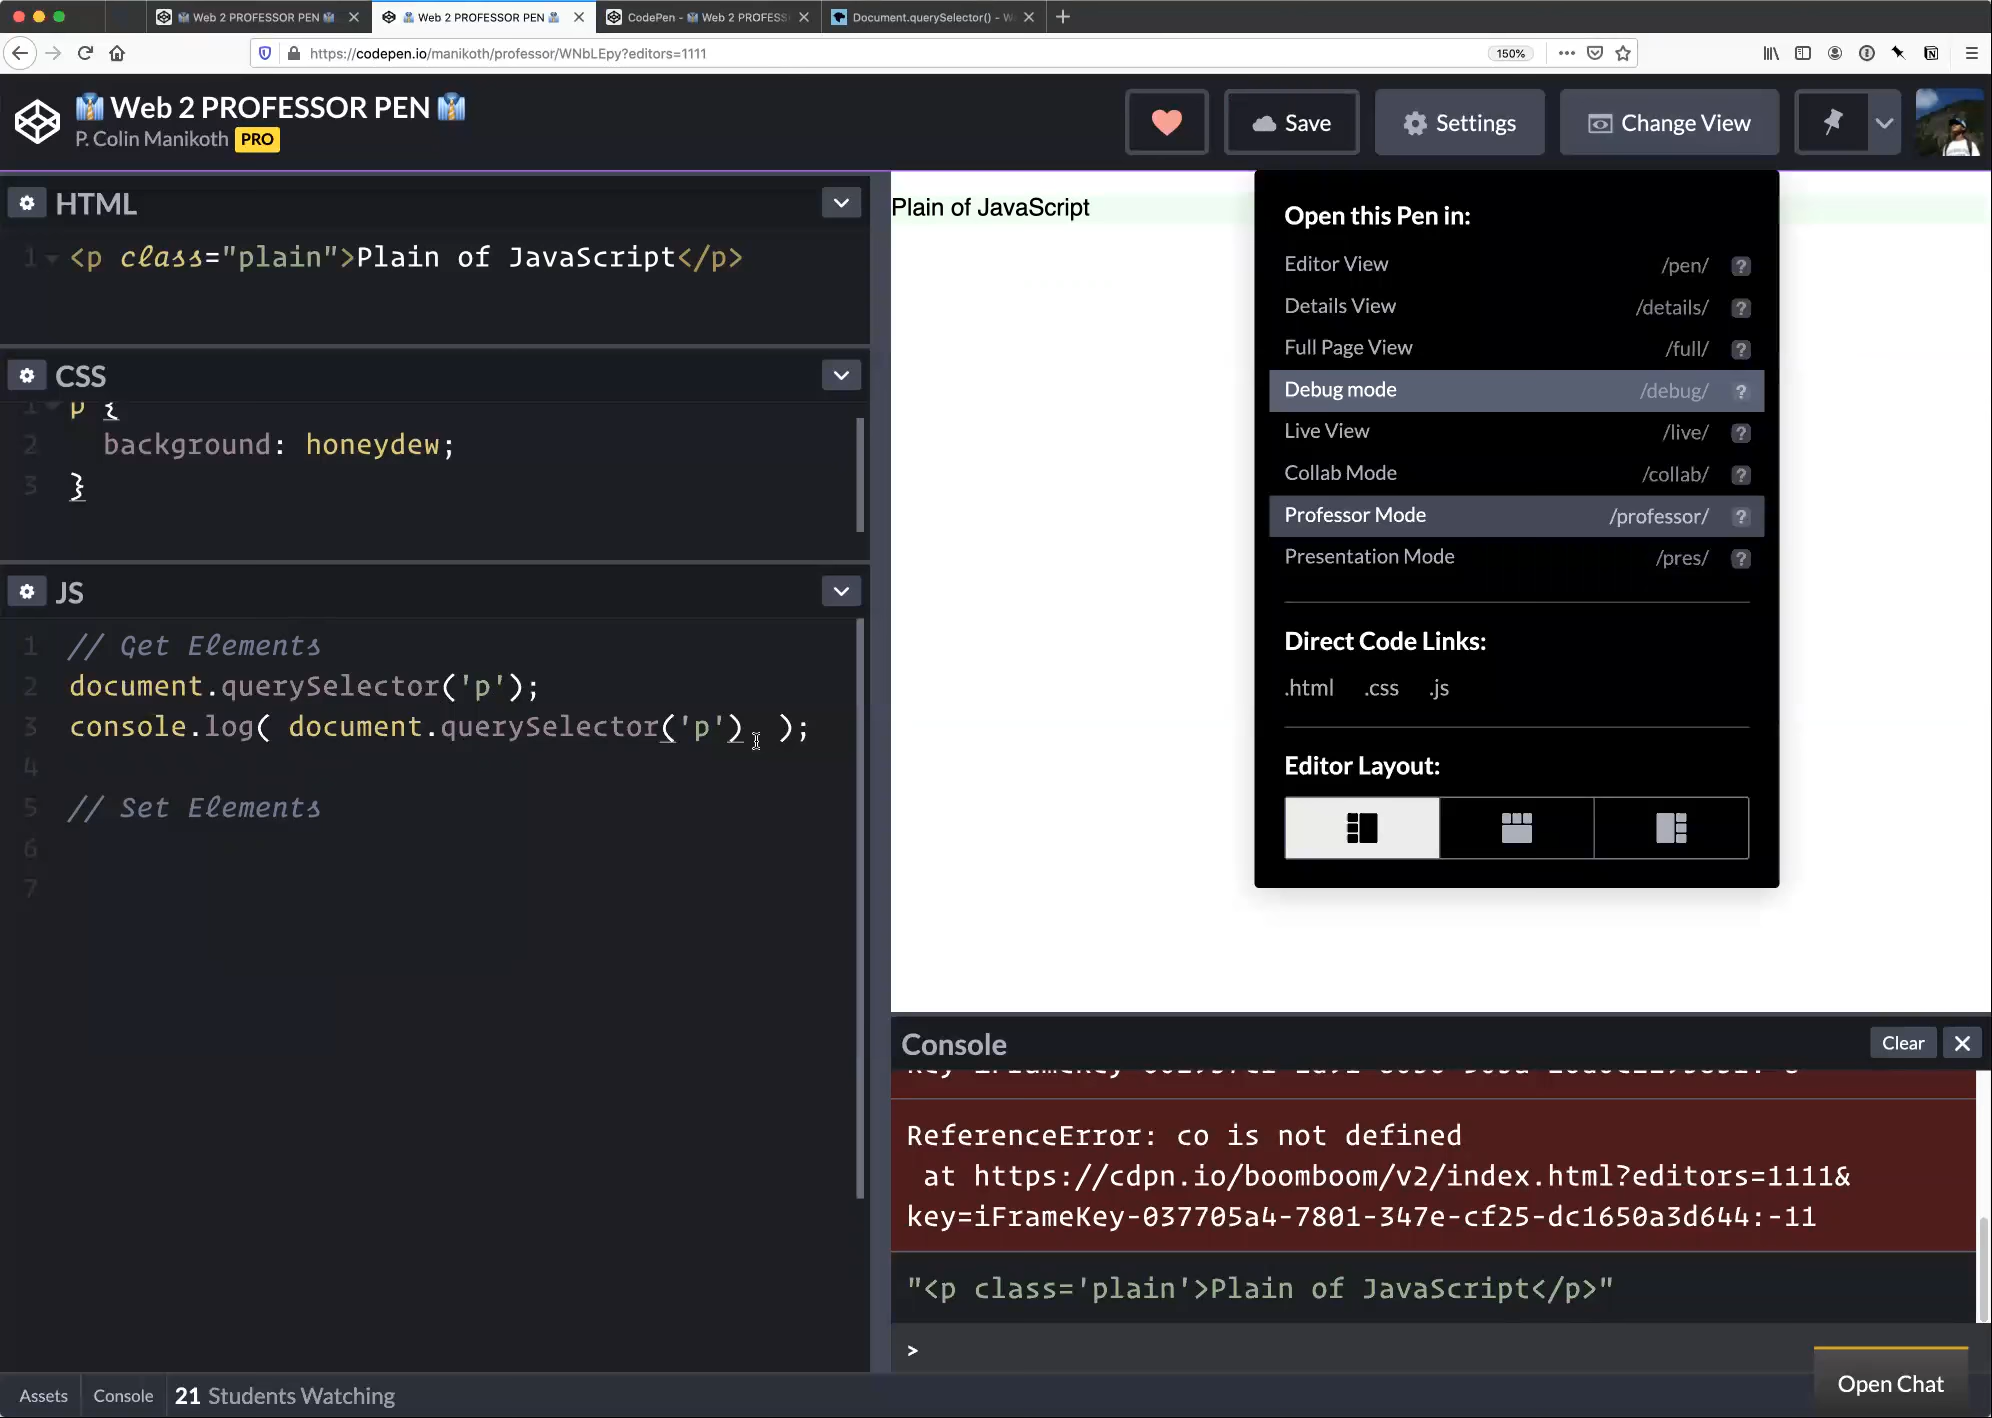 Web 2 PROFESSOR PEN
Web 2 PROFESSOR PEN
CodePen - Web 2 PROFESS
Document.querySelector() - W
https://codepen.io/manikoth/professor/WNbLEpy?editors=1111
150%
Web 2 PROFESSOR PEN
P. Colin Manikoth PRO
Save
Settings
Change View
HTML
1 <p class="plain">Plain of JavaScript</p>
CSS
1 p {
2 background: honeydew;
3 }
JS
1 // Get Elements
2 document.querySelector('p');
3 console.log( document.querySelector('p') );
4
5 // Set Elements
6
7
Plain of JavaScript
Open this Pen in:
Editor View /pen/ ?
Details View /details/ ?
Full Page View /full/ ?
Debug mode /debug/ ?
Live View /live/ ?
Collab Mode /collab/ ?
Professor Mode /professor/ ?
Presentation Mode /pres/ ?
Direct Code Links:
.html .css .js
Editor Layout:
Console
Clear
ReferenceError: co is not defined
at https://cdpn.io/boomboom/v2/index.html?editors=1111&
key=iFrameKey-037705a4-7801-347e-cf25-dc1650a3d644:-11
"<p class='plain'>Plain of JavaScript</p>"
>
Assets
Console
21 Students Watching
Open Chat